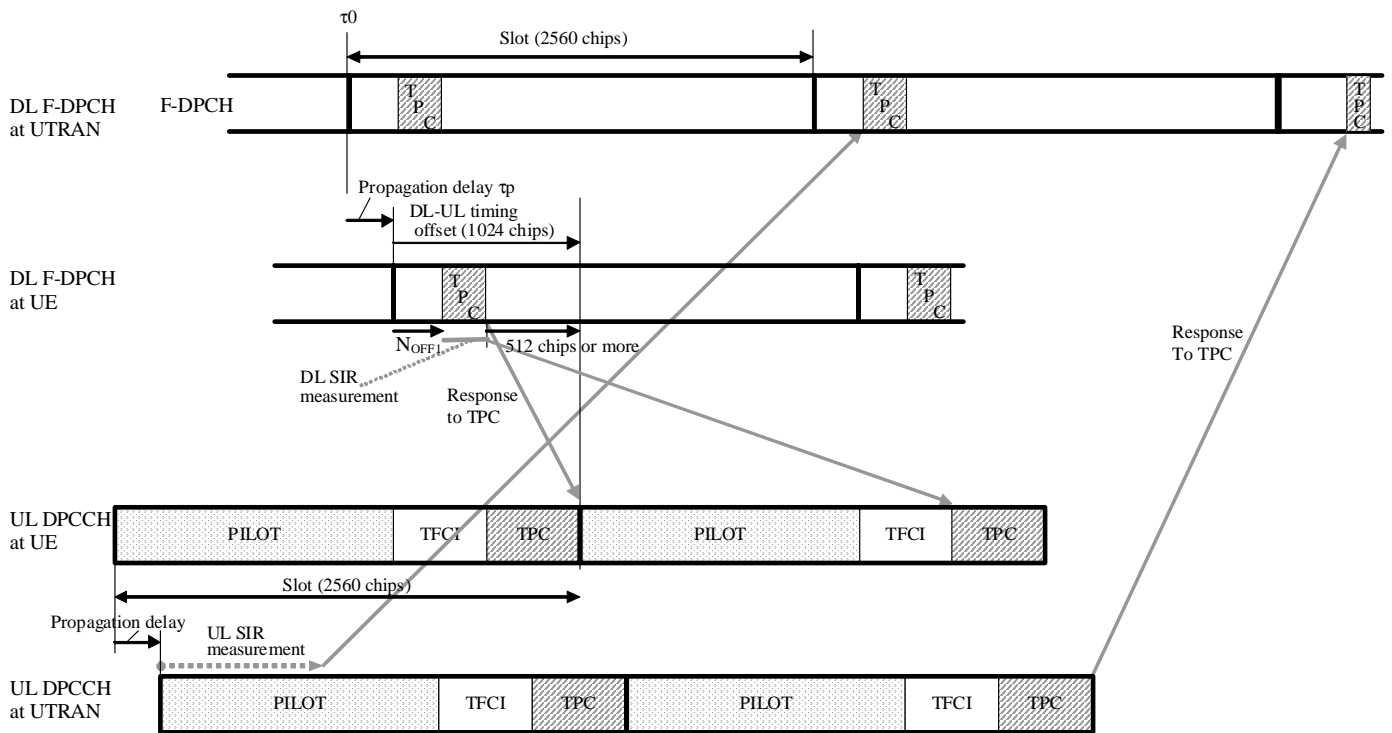 τ0
Slot (2560 chips)
DL F-DPCH
at UTRAN
F-DPCH
T
P
C
T
P
C
T
P
C
Propagation delay τp
DL-UL timing
offset (1024 chips)
DL F-DPCH
at UE
T
P
C
T
P
C
NOFF1
512 chips or more
DL SIR
measurement
Response
to TPC
Response
To TPC
UL DPCCH
at UE
PILOT
TFCI
TPC
PILOT
TFCI
TPC
Slot (2560 chips)
Propagation delay
UL SIR
measurement
UL DPCCH
at UTRAN
PILOT
TFCI
TPC
PILOT
TFCI
TPC